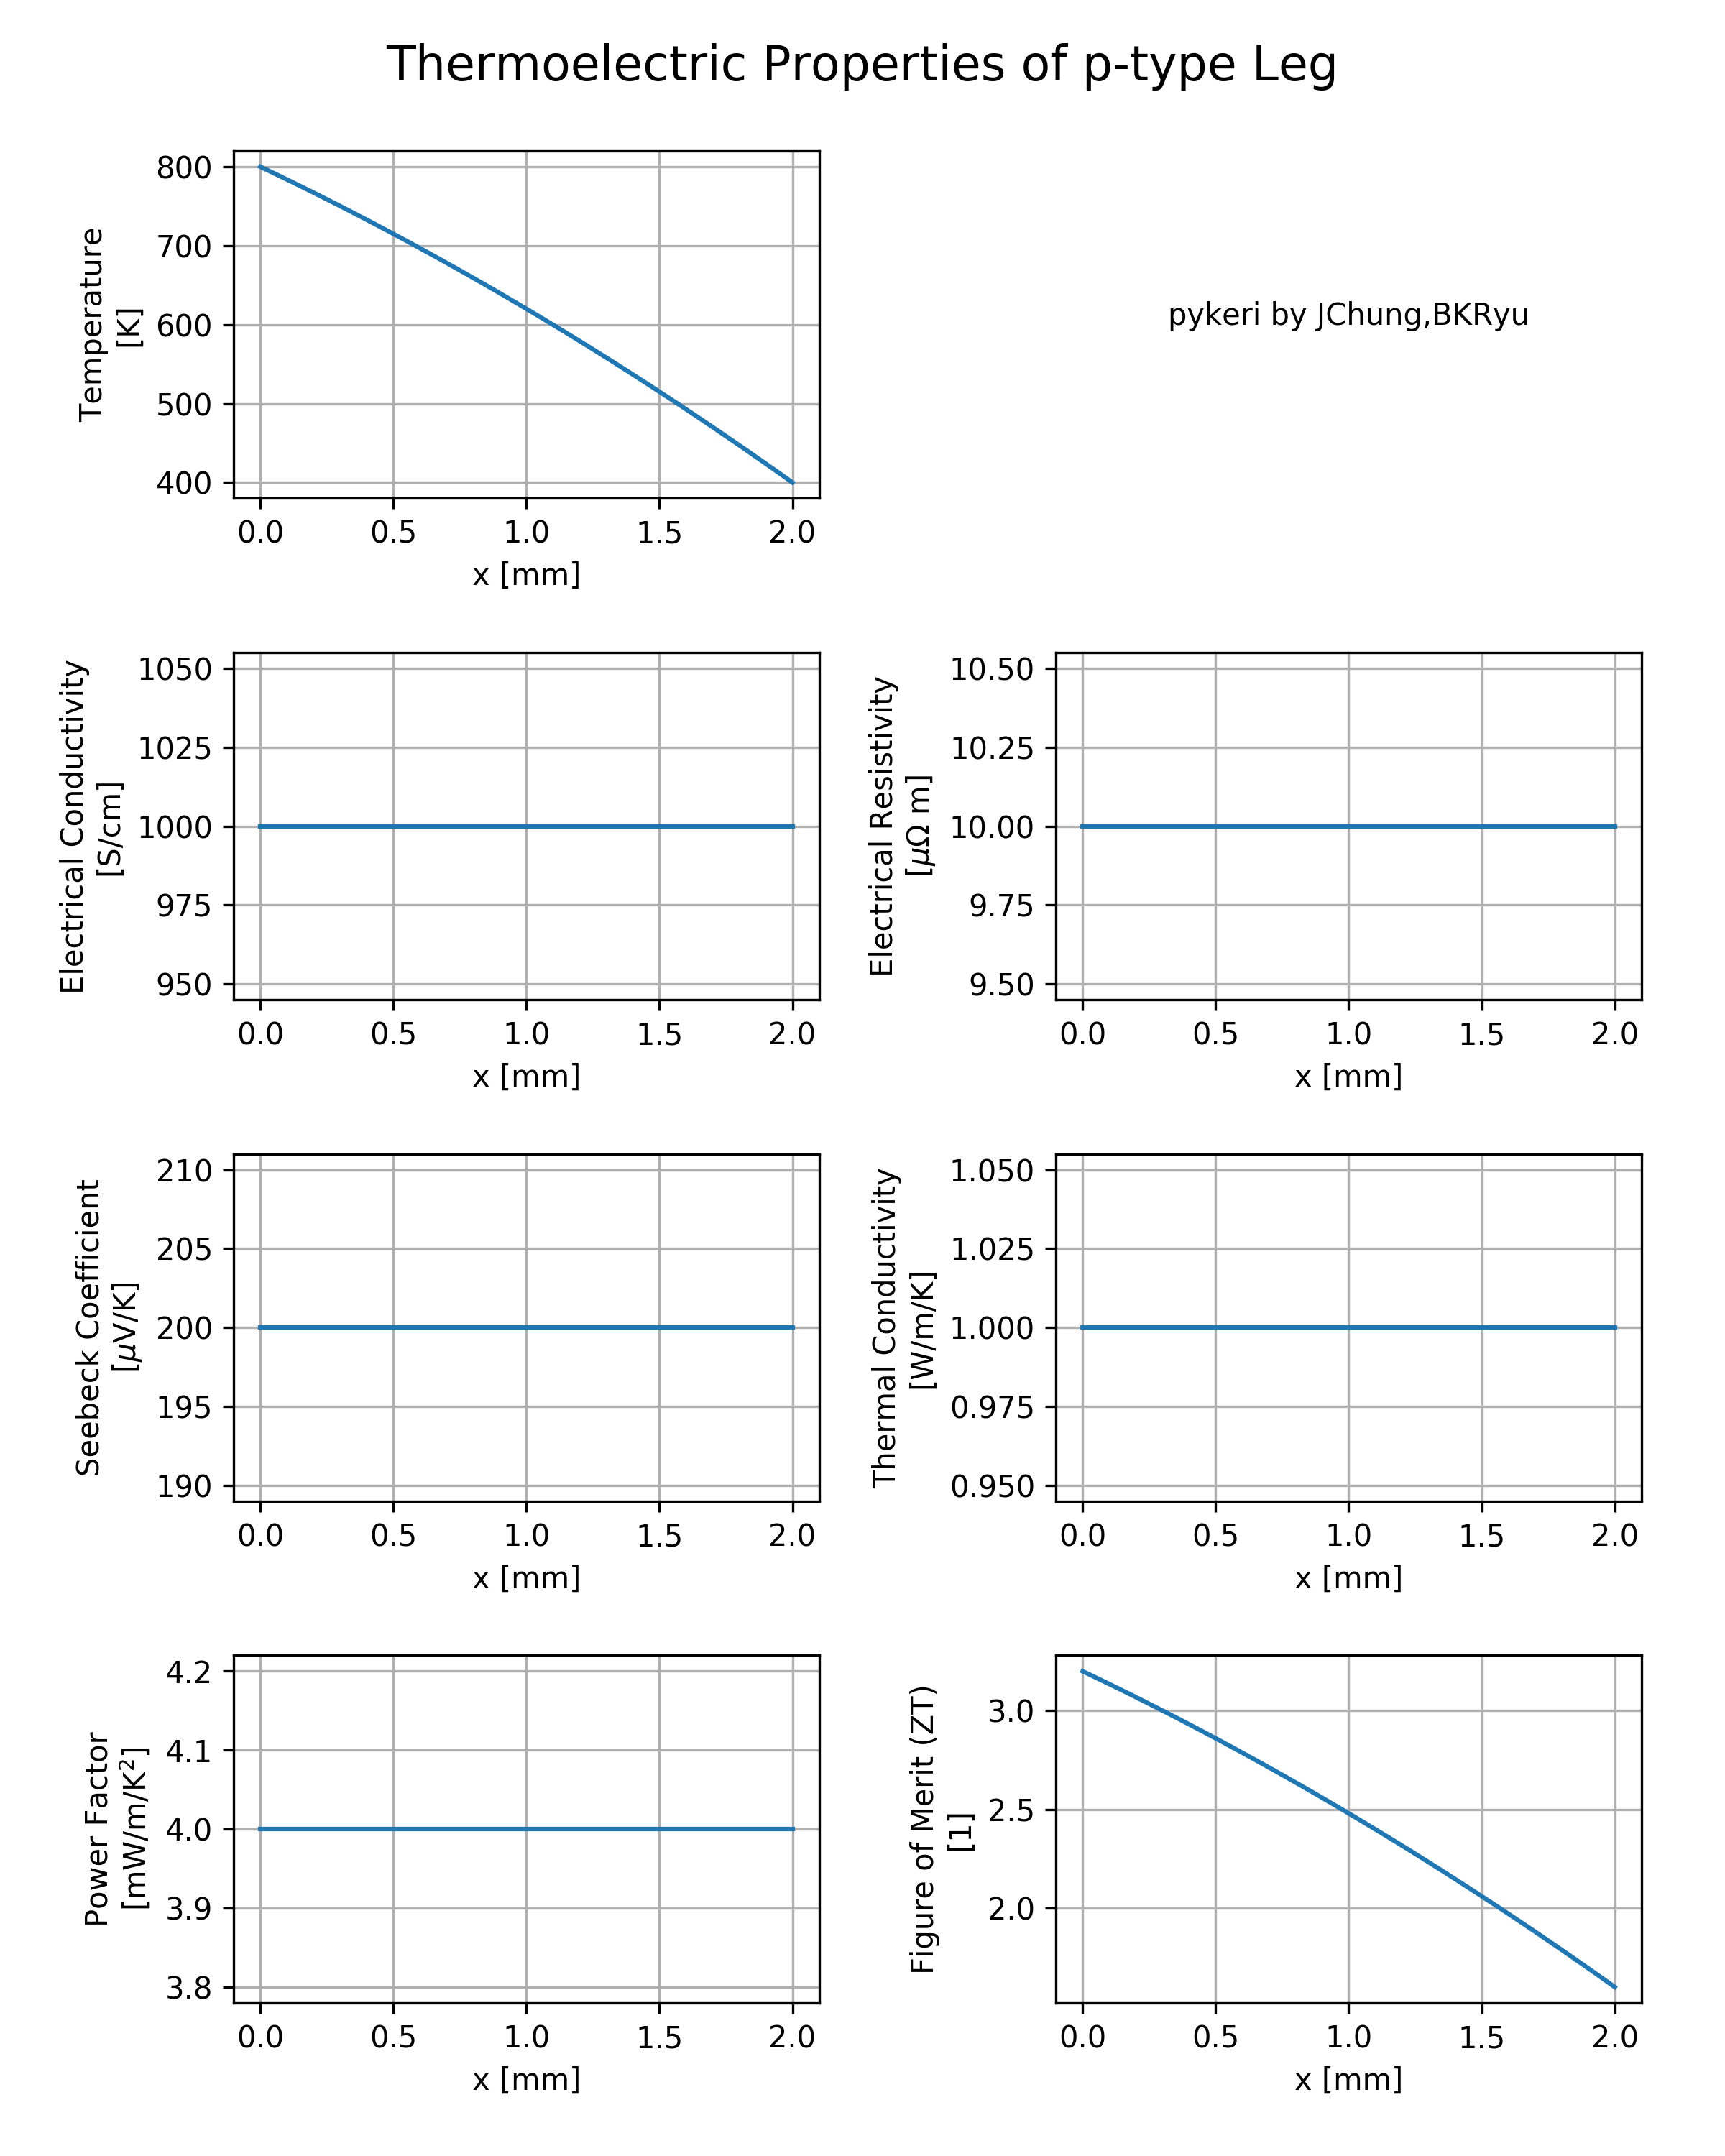 Thermoelectric Properties of p-type Leg
Temperature
[K]
800
700
600
500
400
0.0 0.5 1.0 1.5 2.0
x [mm]
pykeri by JChung,BKRyu
Electrical Conductivity
[S/cm]
1050
1025
1000
975
950
0.0 0.5 1.0 1.5 2.0
x [mm]
Electrical Resistivity
[μΩ m]
10.50
10.25
10.00
9.75
9.50
0.0 0.5 1.0 1.5 2.0
x [mm]
Seebeck Coefficient
[μV/K]
210
205
200
195
190
0.0 0.5 1.0 1.5 2.0
x [mm]
Thermal Conductivity
[W/m/K]
1.050
1.025
1.000
0.975
0.950
0.0 0.5 1.0 1.5 2.0
x [mm]
Power Factor
[mW/m/K²]
4.2
4.1
4.0
3.9
3.8
0.0 0.5 1.0 1.5 2.0
x [mm]
Figure of Merit (ZT)
[1]
3.0
2.5
2.0
0.0 0.5 1.0 1.5 2.0
x [mm]